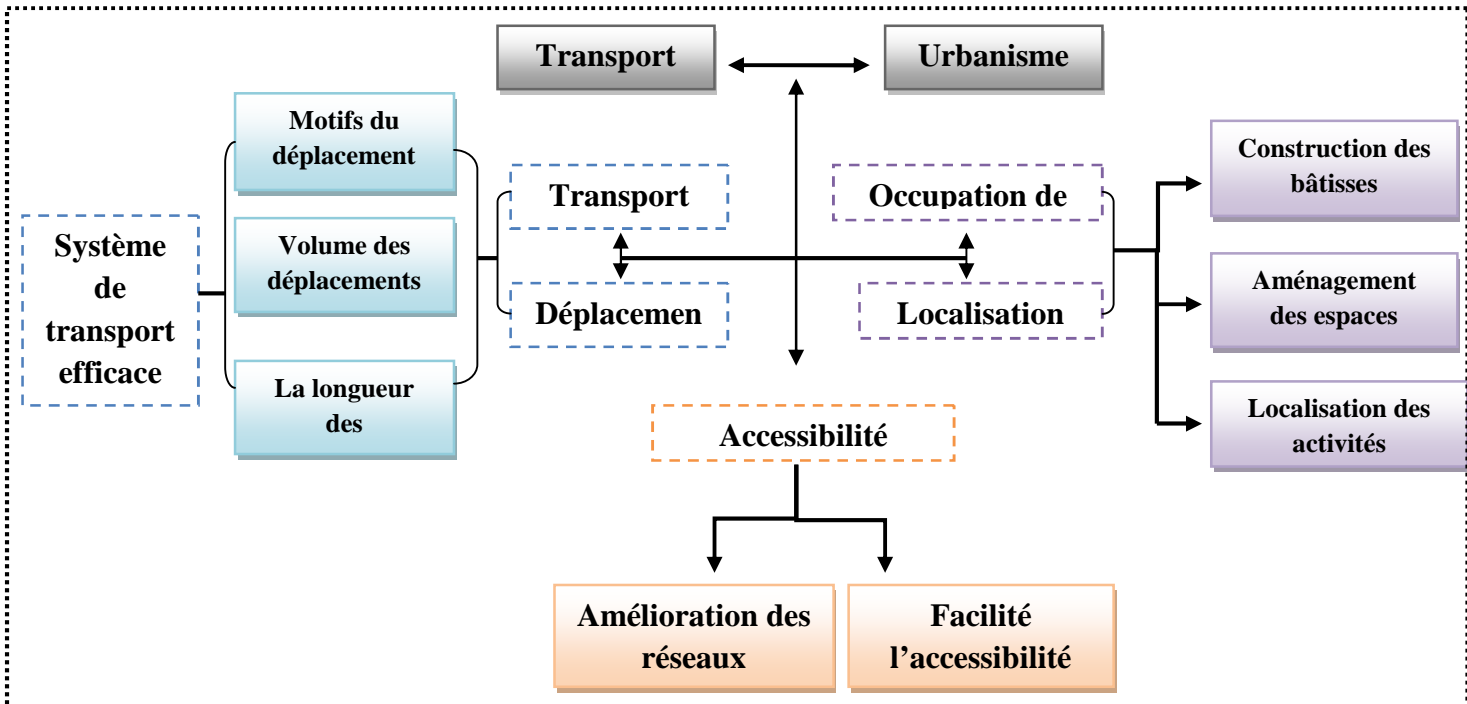 Transport
Urbanisme
Motifs du
déplacement
Volume des
déplacements
La longueur
des
Système
de
transport
efficace
Transport
Déplacemen
Occupation de
Localisation
Construction des
bâtisses
Aménagement
des espaces
Localisation des
activités
Accessibilité
Amélioration des
réseaux
Facilité
l’accessibilité